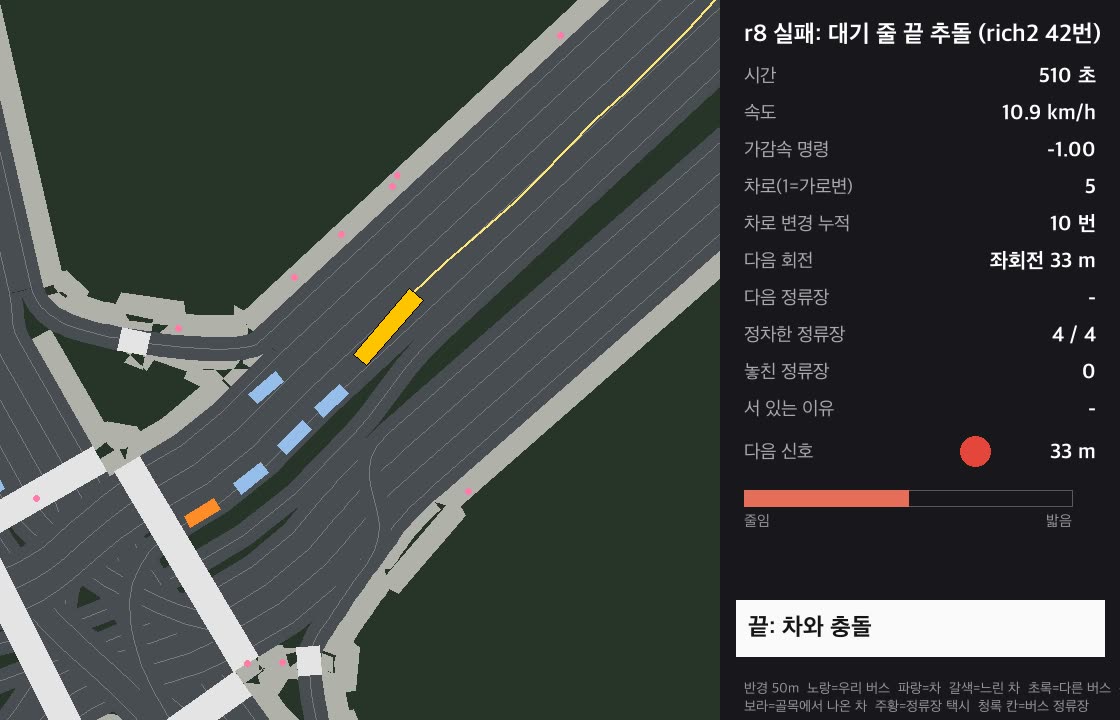 r8 실패: 대기 줄 끝 추돌 (rich2 42번)
시간 510 초
속도 10.9 km/h
가감속 명령 -1.00
차로(1=가로변) 5
차로 변경 누적 10 번
다음 회전 좌회전 33 m
다음 정류장 -
정차한 정류장 4 / 4
놓친 정류장 0
서 있는 이유 -
다음 신호 33 m
줄임 밟음
끝: 차와 충돌
반경 50m 노랑=우리 버스 파랑=차 갈색=느린 차 초록=다른 버스
보라=골목에서 나온 차 주황=정류장 택시 청록 칸=버스 정류장